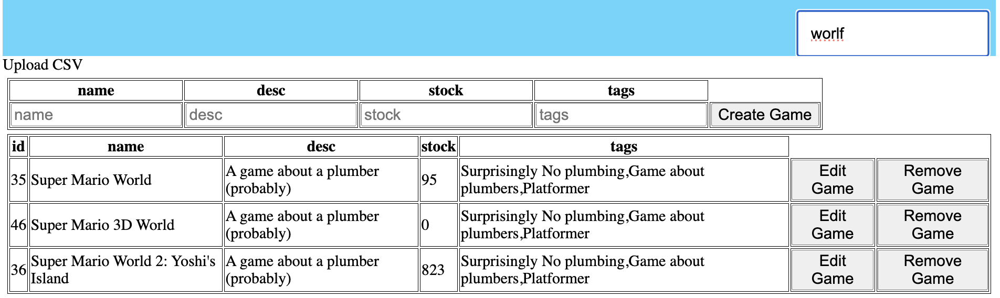 worlf
Upload CSV
name desc stock tags
name desc stock tags Create Game
id name desc stock tags
35 Super Mario World A game about a plumber (probably) 95 Surprisingly No plumbing,Game about plumbers,Platformer Edit Game Remove Game
46 Super Mario 3D World A game about a plumber (probably) 0 Surprisingly No plumbing,Game about plumbers,Platformer Edit Game Remove Game
36 Super Mario World 2: Yoshi's Island A game about a plumber (probably) 823 Surprisingly No plumbing,Game about plumbers,Platformer Edit Game Remove Game